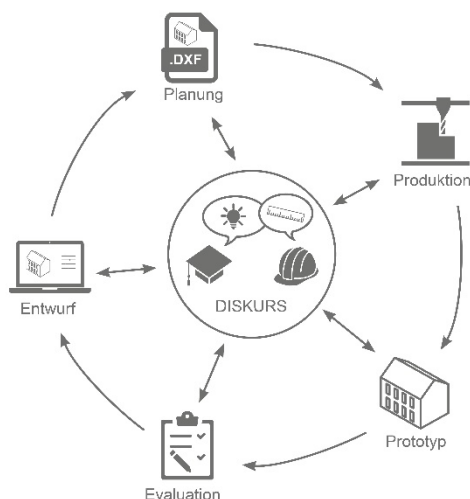 .DXF
Planung
Produktion
DISKURS
Entwurf
Prototyp
Evaluation